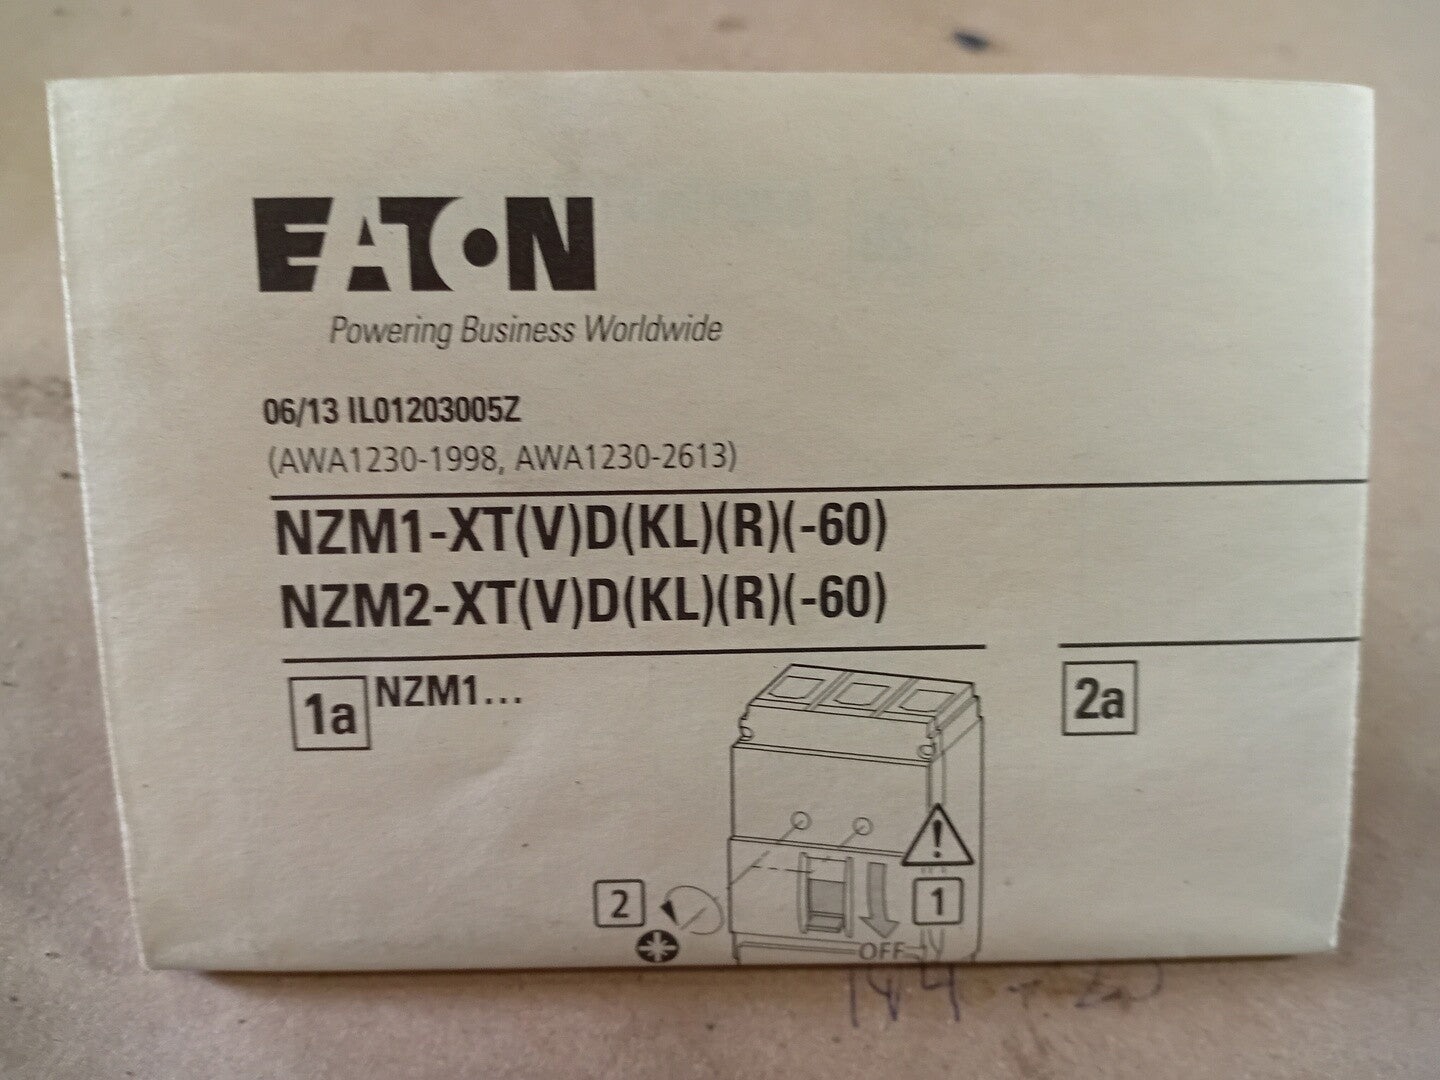 EATON
Powering Business Worldwide
06/13 IL01203005Z
(AWA1230-1998, AWA1230-2613)
NZM1-XT(V)D(KL)(R)(-60)
NZM2-XT(V)D(KL)(R)(-60)
1a NZM1...
2a
!
2
1
OFF